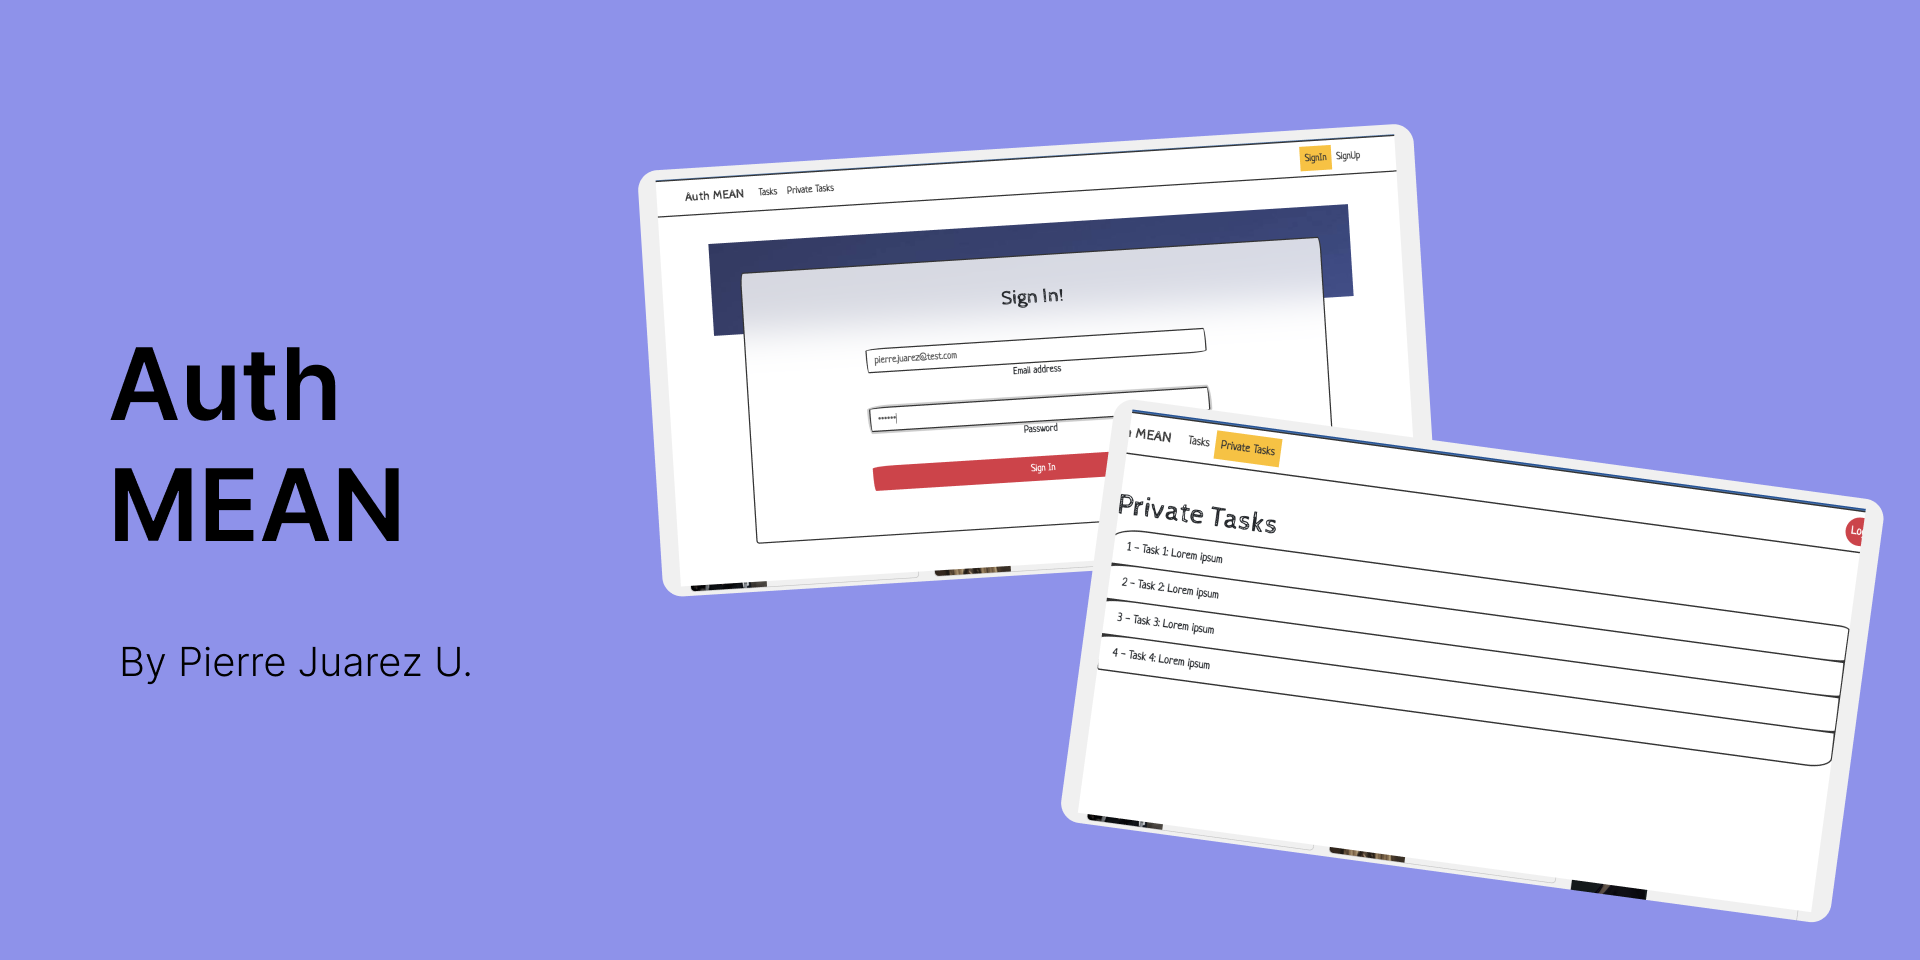 Auth
MEAN
By Pierre Juarez U.
Auth MEAN Tasks Private Tasks SignIn SignUp
Sign In!
pierre.juarez@test.com
Email address
••••••
Password
Sign In
MEAN Tasks Private Tasks
Private Tasks
1 - Task 1: Lorem ipsum
2 - Task 2: Lorem ipsum
3 - Task 3: Lorem ipsum
4 - Task 4: Lorem ipsum